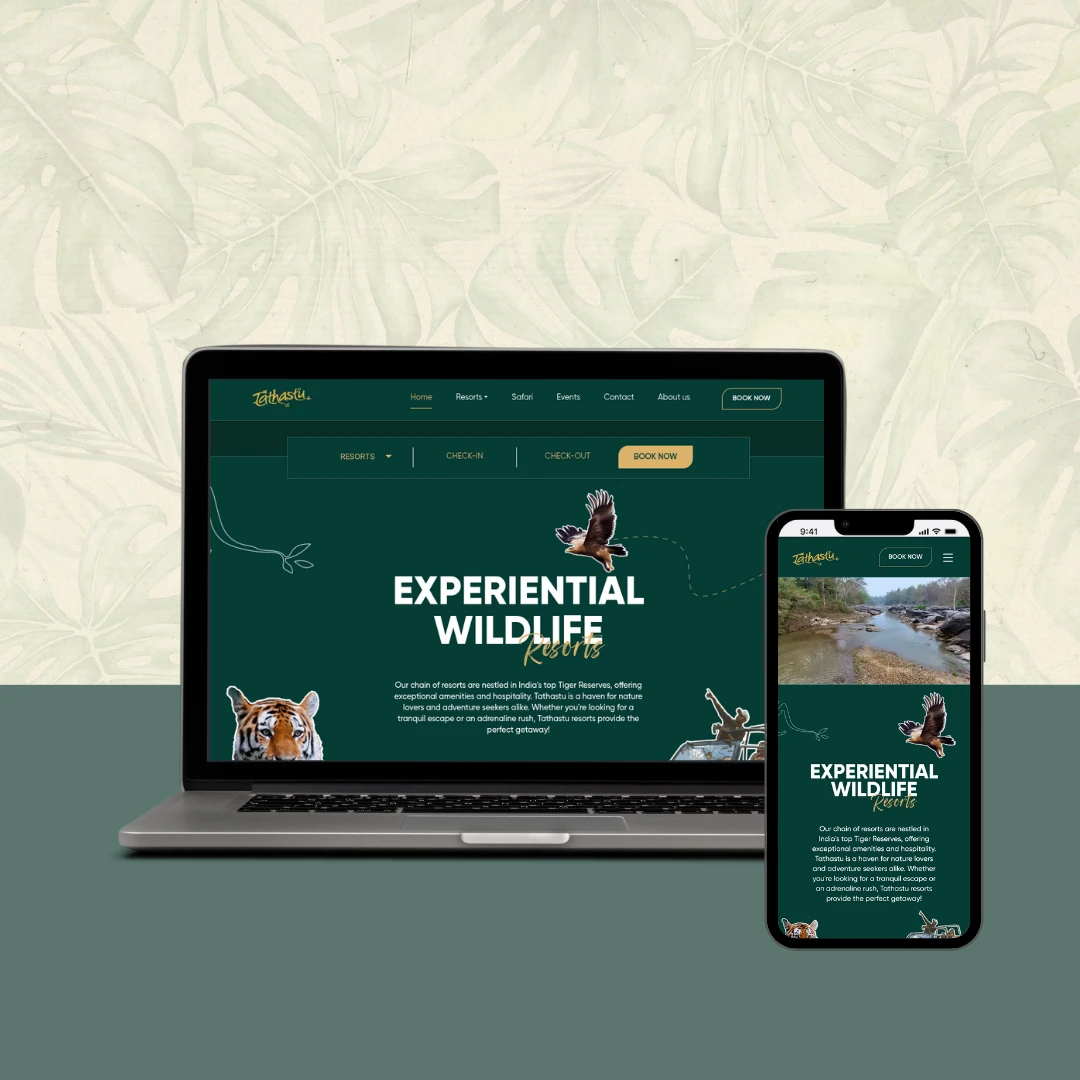 Tathastu
Home Resorts Safari Events Contact About us BOOK NOW
RESORTS CHECK-IN CHECK-OUT BOOK NOW
EXPERIENTIAL
WILDLIFE
Resorts
Our chain of resorts are nestled in India's top Tiger Reserves, offering
exceptional amenities and hospitality. Tathastu is a haven for nature
lovers and adventure seekers alike. Whether you're looking for a
tranquil escape or an adrenaline rush, Tathastu resorts provide the
perfect getaway!
9:41
Tathastu BOOK NOW
EXPERIENTIAL
WILDLIFE
Resorts
Our chain of resorts are nestled in
India's top Tiger Reserves, offering
exceptional amenities and hospitality.
Tathastu is a haven for nature lovers
and adventure seekers alike. Whether
you're looking for a tranquil escape or
an adrenaline rush, Tathastu resorts
provide the perfect getaway!